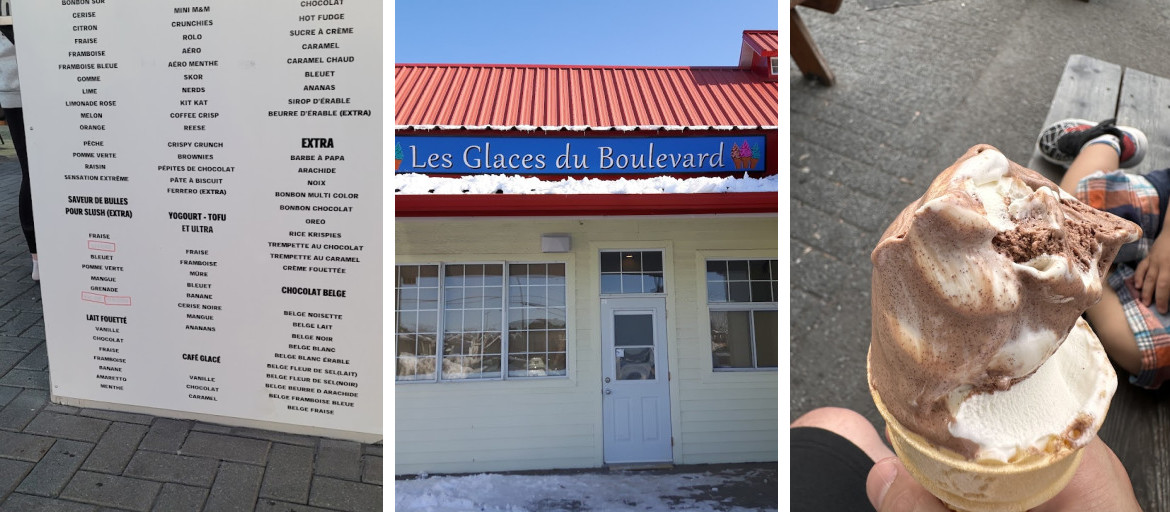 BONBON SUR
CERISE
CITRON
FRAISE
FRAMBOISE
FRAMBOISE BLEUE
GOMME
LIME
LIMONADE ROSE
MELON
ORANGE
PÊCHE
POMME VERTE
RAISIN
SENSATION EXTRÊME
SAVEUR DE BULLES
POUR SLUSH (EXTRA)
FRAISE
BLEUET
POMME VERTE
MANGUE
GRENADE
LAIT FOUETTÉ
VANILLE
CHOCOLAT
FRAISE
FRAMBOISE
BANANE
AMARETTO
MENTHE
MINI M&M
CRUNCHIES
ROLO
AÉRO
AÉRO MENTHE
SKOR
NERDS
KIT KAT
COFFEE CRISP
REESE
CRISPY CRUNCH
BROWNIES
PÉPITES DE CHOCOLAT
PÂTE À BISCUIT
FERRERO (EXTRA)
YOGOURT - TOFU
ET ULTRA
FRAISE
FRAMBOISE
MÛRE
BLEUET
BANANE
CERISE NOIRE
MANGUE
ANANAS
CAFÉ GLACÉ
VANILLE
CHOCOLAT
CARAMEL
CHOCOLAT
HOT FUDGE
SUCRE À CRÈME
CARAMEL
CARAMEL CHAUD
BLEUET
ANANAS
SIROP D'ÉRABLE
BEURRE D'ÉRABLE (EXTRA)
EXTRA
BARBE À PAPA
ARACHIDE
NOIX
BONBON MULTI COLOR
BONBON CHOCOLAT
OREO
RICE KRISPIES
TREMPETTE AU CHOCOLAT
TREMPETTE AU CARAMEL
CRÈME FOUETTÉE
CHOCOLAT BELGE
BELGE NOISETTE
BELGE LAIT
BELGE NOIR
BELGE BLANC
BELGE BLANC ÉRABLE
BELGE FLEUR DE SEL(LAIT)
BELGE FLEUR DE SEL(NOIR)
BELGE BEURRE D ARACHIDE
BELGE FRAMBOISE BLEUE
BELGE FRAISE
Les Glaces du Boulevard